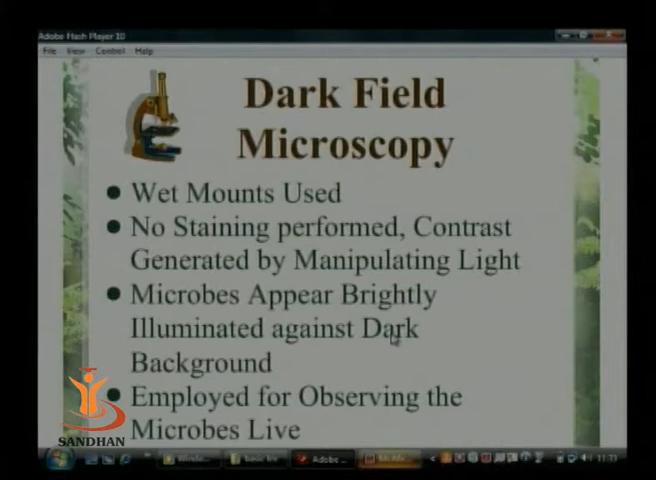 Adobe Flash Player 10
File View Control Help
Dark Field
Microscopy
Wet Mounts Used
No Staining performed, Contrast
Generated by Manipulating Light
Microbes Appear Brightly
Illuminated against Dark
Background
Employed for Observing the
Microbes Live
SANDHAN
Adobe ...